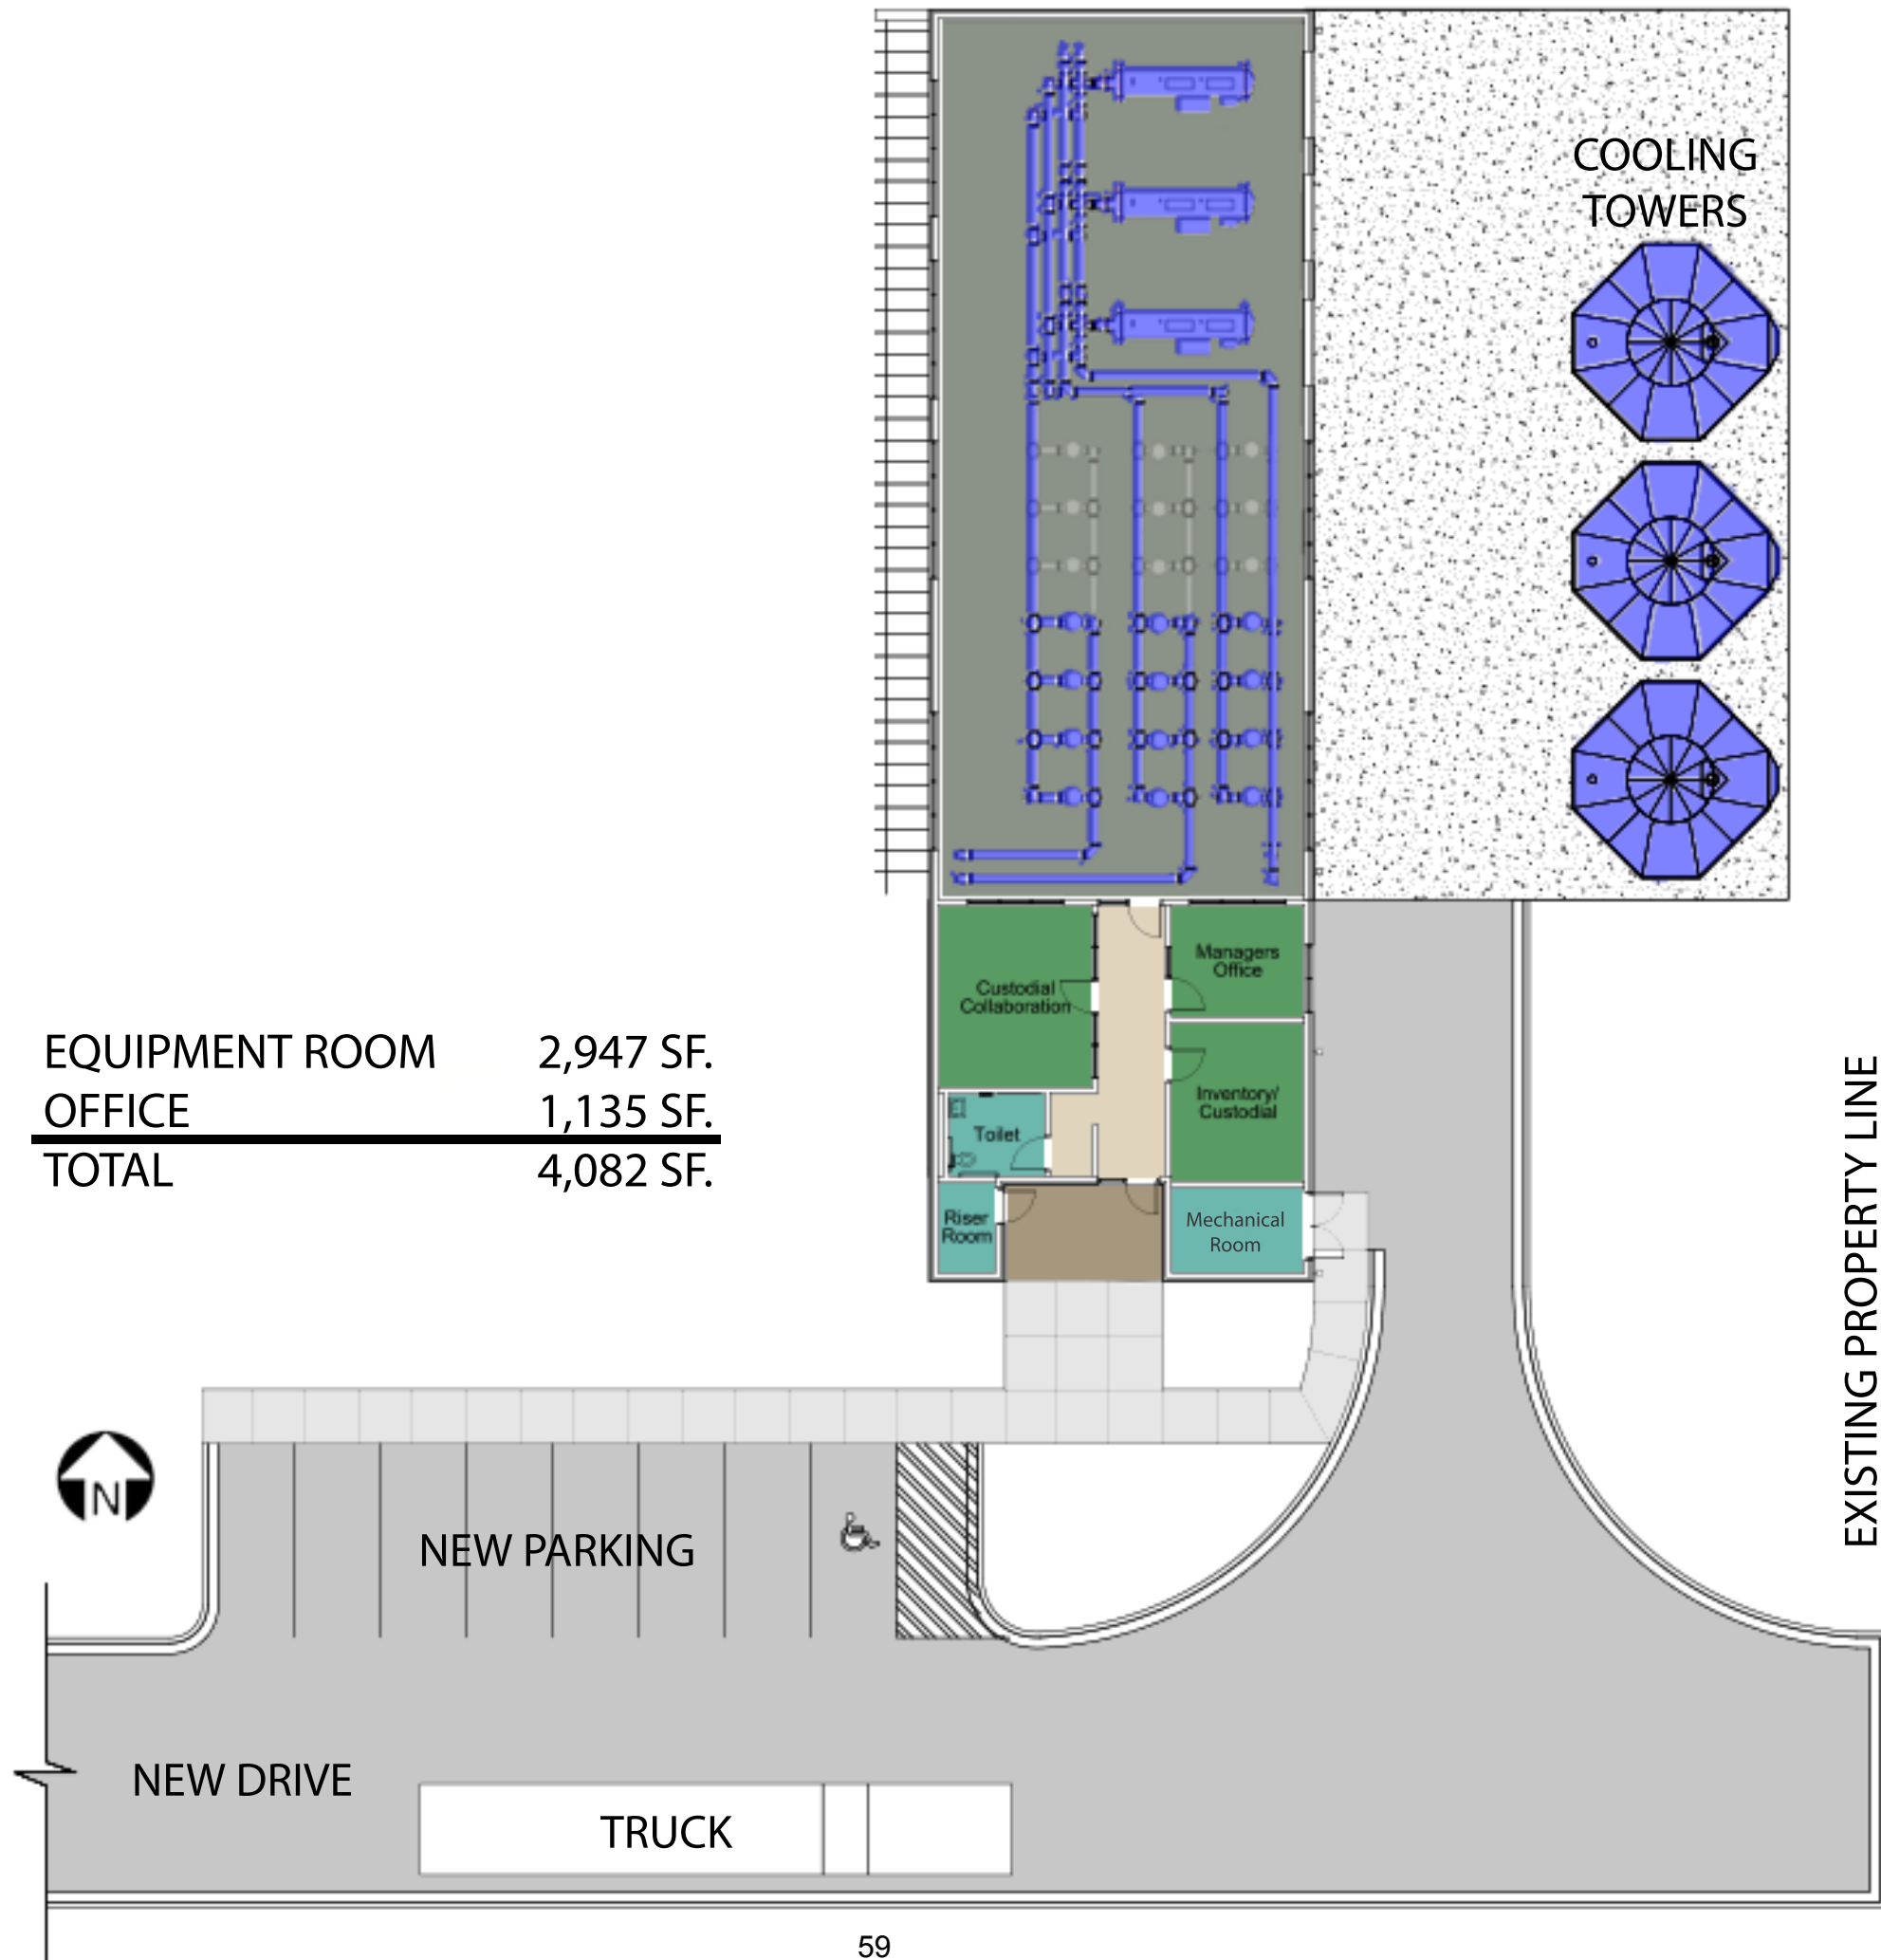 COOLING
TOWERS
Managers
Office
Custodial
Collaboration
EQUIPMENT ROOM 2,947 SF.
OFFICE 1,135 SF.
TOTAL 4,082 SF.
Inventory/
Custodial
Toilet
Riser
Room
Mechanical
Room
EXISTING PROPERTY LINE
N
NEW PARKING
NEW DRIVE
TRUCK
59